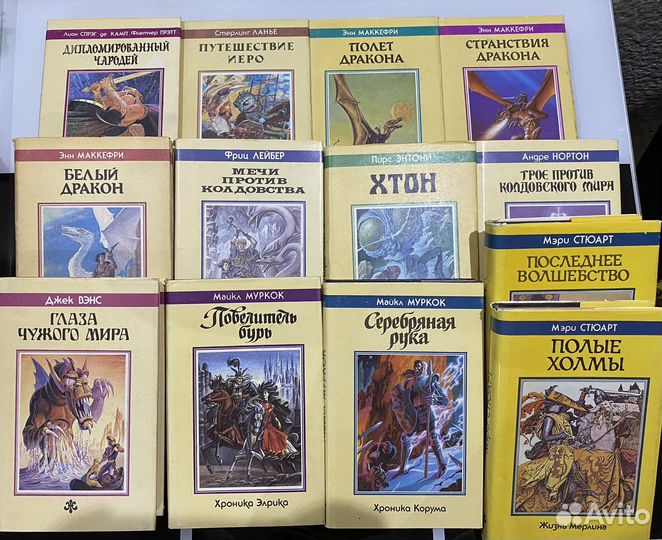 Лион СПРЭГ де КАМП, Флетчер ПРЭТТ
ДИПЛОМИРОВАННЫЙ
ЧАРОДЕЙ
Стерлинг ЛАНЬЕ
ПУТЕШЕСТВИЕ
ИЕРО
Энн МАККЕФРИ
ПОЛЕТ
ДРАКОНА
Энн МАККЕФРИ
СТРАНСТВИЯ
ДРАКОНА
Энн МАККЕФРИ
БЕЛЫЙ
ДРАКОН
Фриц ЛЕЙБЕР
МЕЧИ
ПРОТИВ
КОЛДОВСТВА
Пирс ЭНТОНИ
ХТОН
Андре НОРТОН
ТРОЕ ПРОТИВ
КОЛДОВСКОГО МИРА
Мэри СТЮАРТ
ПОСЛЕДНЕЕ
ВОЛШЕБСТВО
Джек ВЭНС
ГЛАЗА
ЧУЖОГО МИРА
Майкл МУРКОК
Повелитель
бурь
Хроника Элрика
Майкл МУРКОК
Серебряная
рука
Хроника Корума
Мэри СТЮАРТ
ПОЛЫЕ
ХОЛМЫ
Жизнь Мерлина
Avito